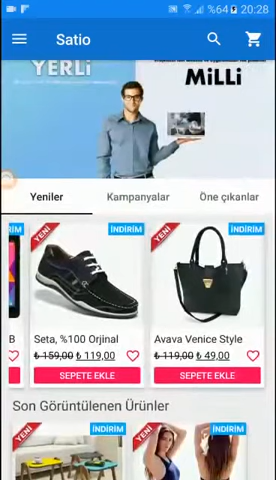 %64 20:28
Satio
YERLİ
MİLLİ
Yeniler Kampanyalar Öne çıkanlar
YENİ İNDİRİM YENİ İNDİRİM
Seta, %100 Orjinal
₺ 159,00 ₺ 119,00
SEPETE EKLE
Avava Venice Style
₺ 119,00 ₺ 49,00
SEPETE EKLE
Son Görüntülenen Ürünler
YENİ İNDİRİM YENİ İNDİRİM